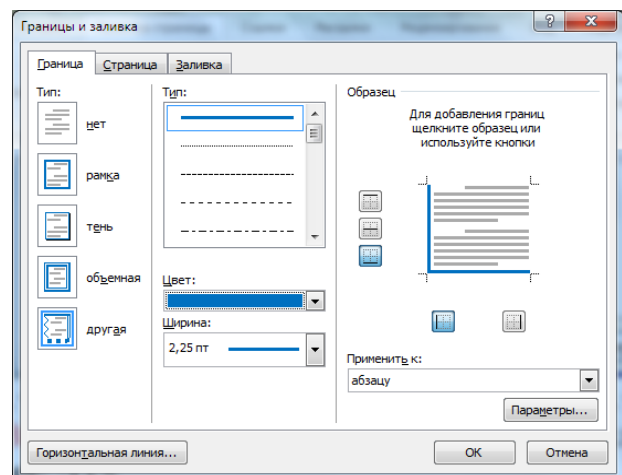 Границы и заливка
Граница
Страница
Заливка
Тип:
нет
рамка
тень
объемная
другая
Тип:
Цвет:
Ширина:
2,25 пт
Образец
Для добавления границ
щелкните образец или
используйте кнопки
Применить к:
абзацу
Параметры...
Горизонтальная линия...
ОК
Отмена